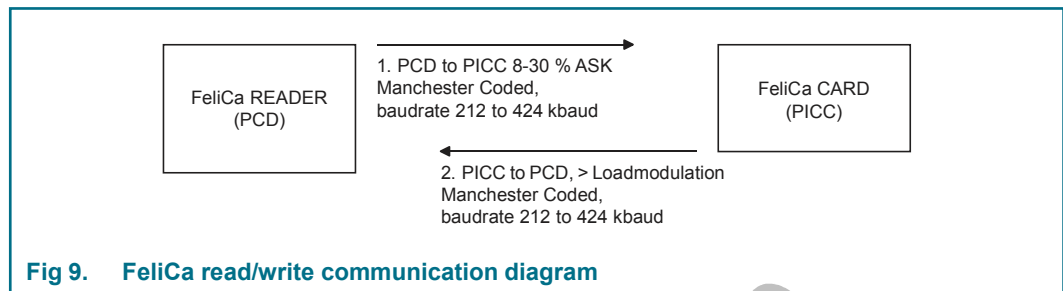 FeliCa READER
(PCD)
1. PCD to PICC 8-30 % ASK
Manchester Coded,
baudrate 212 to 424 kbaud
FeliCa CARD
(PICC)
2. PICC to PCD, > Loadmodulation
Manchester Coded,
baudrate 212 to 424 kbaud
Fig 9. FeliCa read/write communication diagram